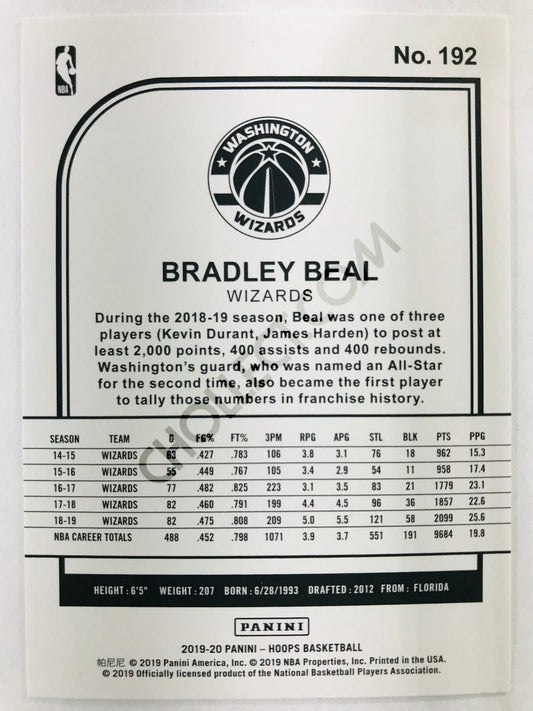 NBA
No. 192
WASHINGTON
WIZARDS
BRADLEY BEAL
WIZARDS
During the 2018-19 season, Beal was one of three
players (Kevin Durant, James Harden) to post at
least 2,000 points, 400 assists and 400 rebounds.
Washington's guard, who was named an All-Star
for the second time, also became the first player
to tally those numbers in franchise history.
SEASON TEAM G FG% FT% 3PM RPG APG STL BLK PTS PPG
14-15 WIZARDS 63 .427 .783 106 3.8 3.1 76 18 962 15.3
15-16 WIZARDS 55 .449 .767 105 3.4 2.9 54 11 958 17.4
16-17 WIZARDS 77 .482 .825 223 3.1 3.5 83 21 1779 23.1
17-18 WIZARDS 82 .460 .791 199 4.4 4.5 96 36 1857 22.6
18-19 WIZARDS 82 .475 .808 209 5.0 5.5 121 58 2099 25.6
NBA CAREER TOTALS 488 .452 .798 1071 3.9 3.7 551 191 9684 19.8
HEIGHT: 6'5" WEIGHT: 207 BORN: 6/28/1993 DRAFTED: 2012 FROM: FLORIDA
PANINI
2019-20 PANINI – HOOPS BASKETBALL
帕尼尼 © 2019 Panini America, Inc. © 2019 NBA Properties, Inc. Printed in the USA.
© 2019 Officially licensed product of the National Basketball Players Association.